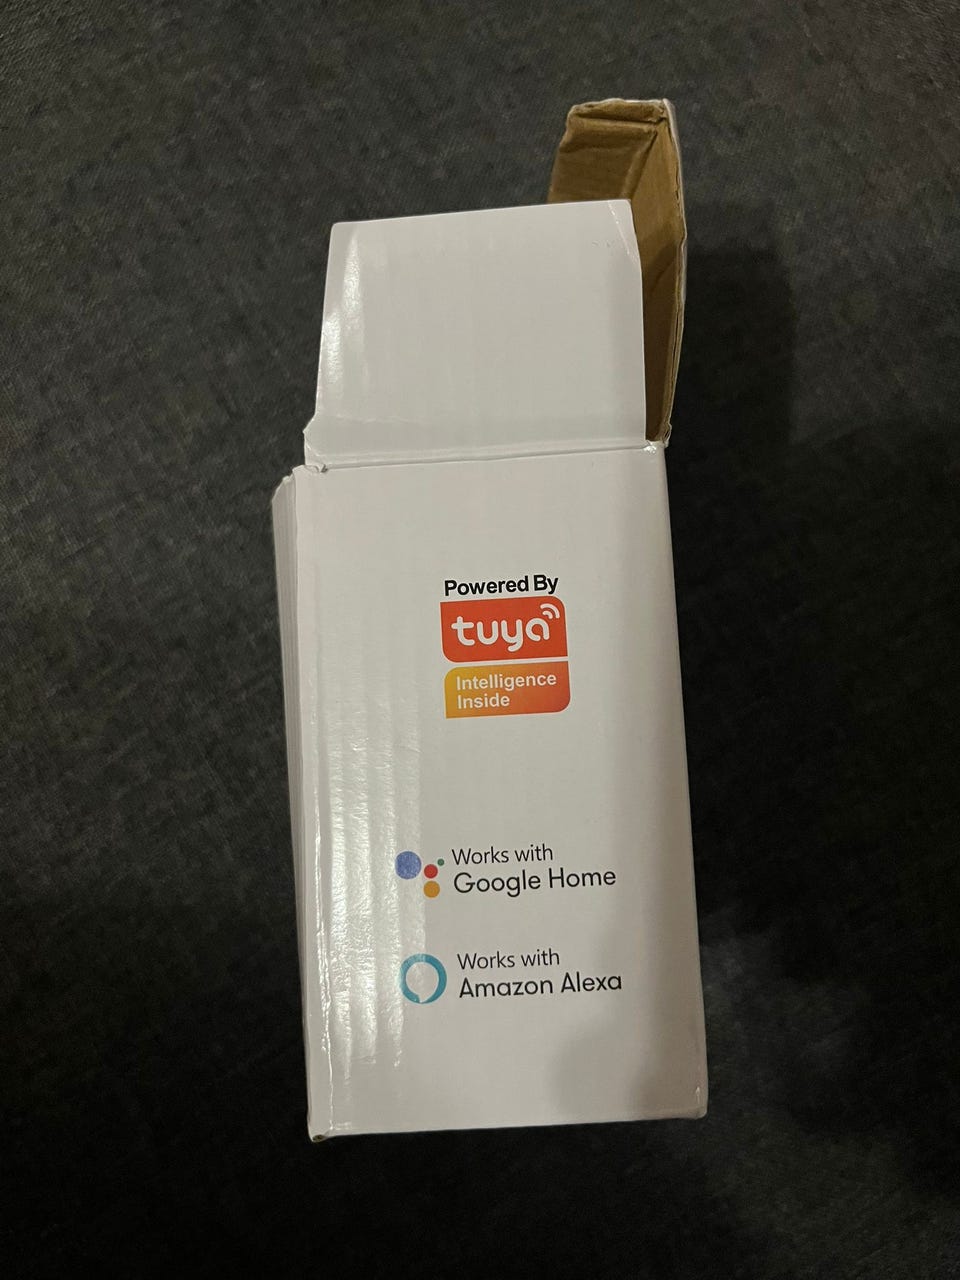 Powered By
tuya
Intelligence
Inside
Works with
Google Home
Works with
Amazon Alexa